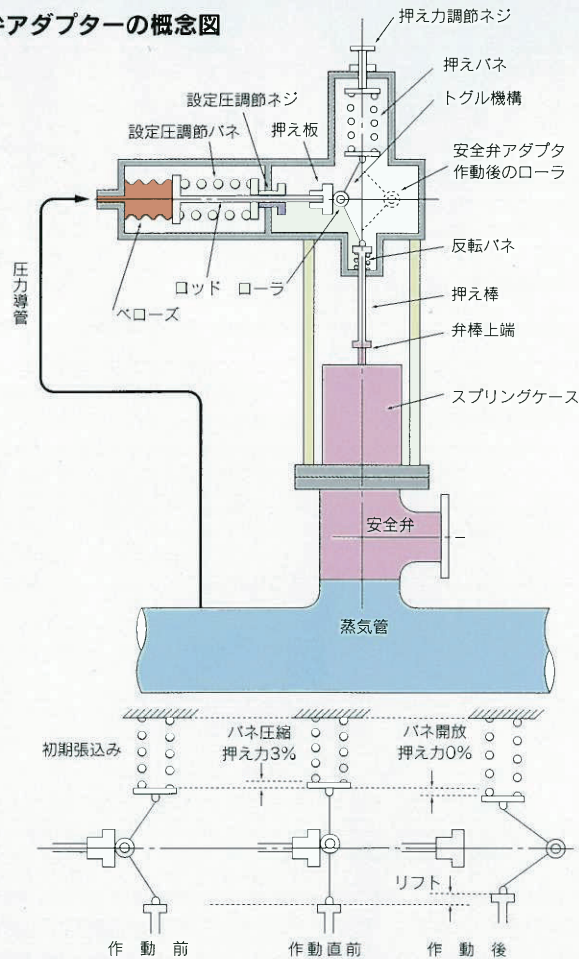 弁アダプターの概念図
押え力調節ネジ
押えバネ
設定圧調節ネジ
トグル機構
設定圧調節バネ
押え板
安全弁アダプタ
作動後のローラ
反転バネ
圧力導管
ロッド
ローラ
押え棒
ベローズ
弁棒上端
スプリングケース
安全弁
蒸気管
初期張込み
バネ圧縮
押え力3%
バネ開放
押え力0%
リフト
作動前
作動直前
作動後